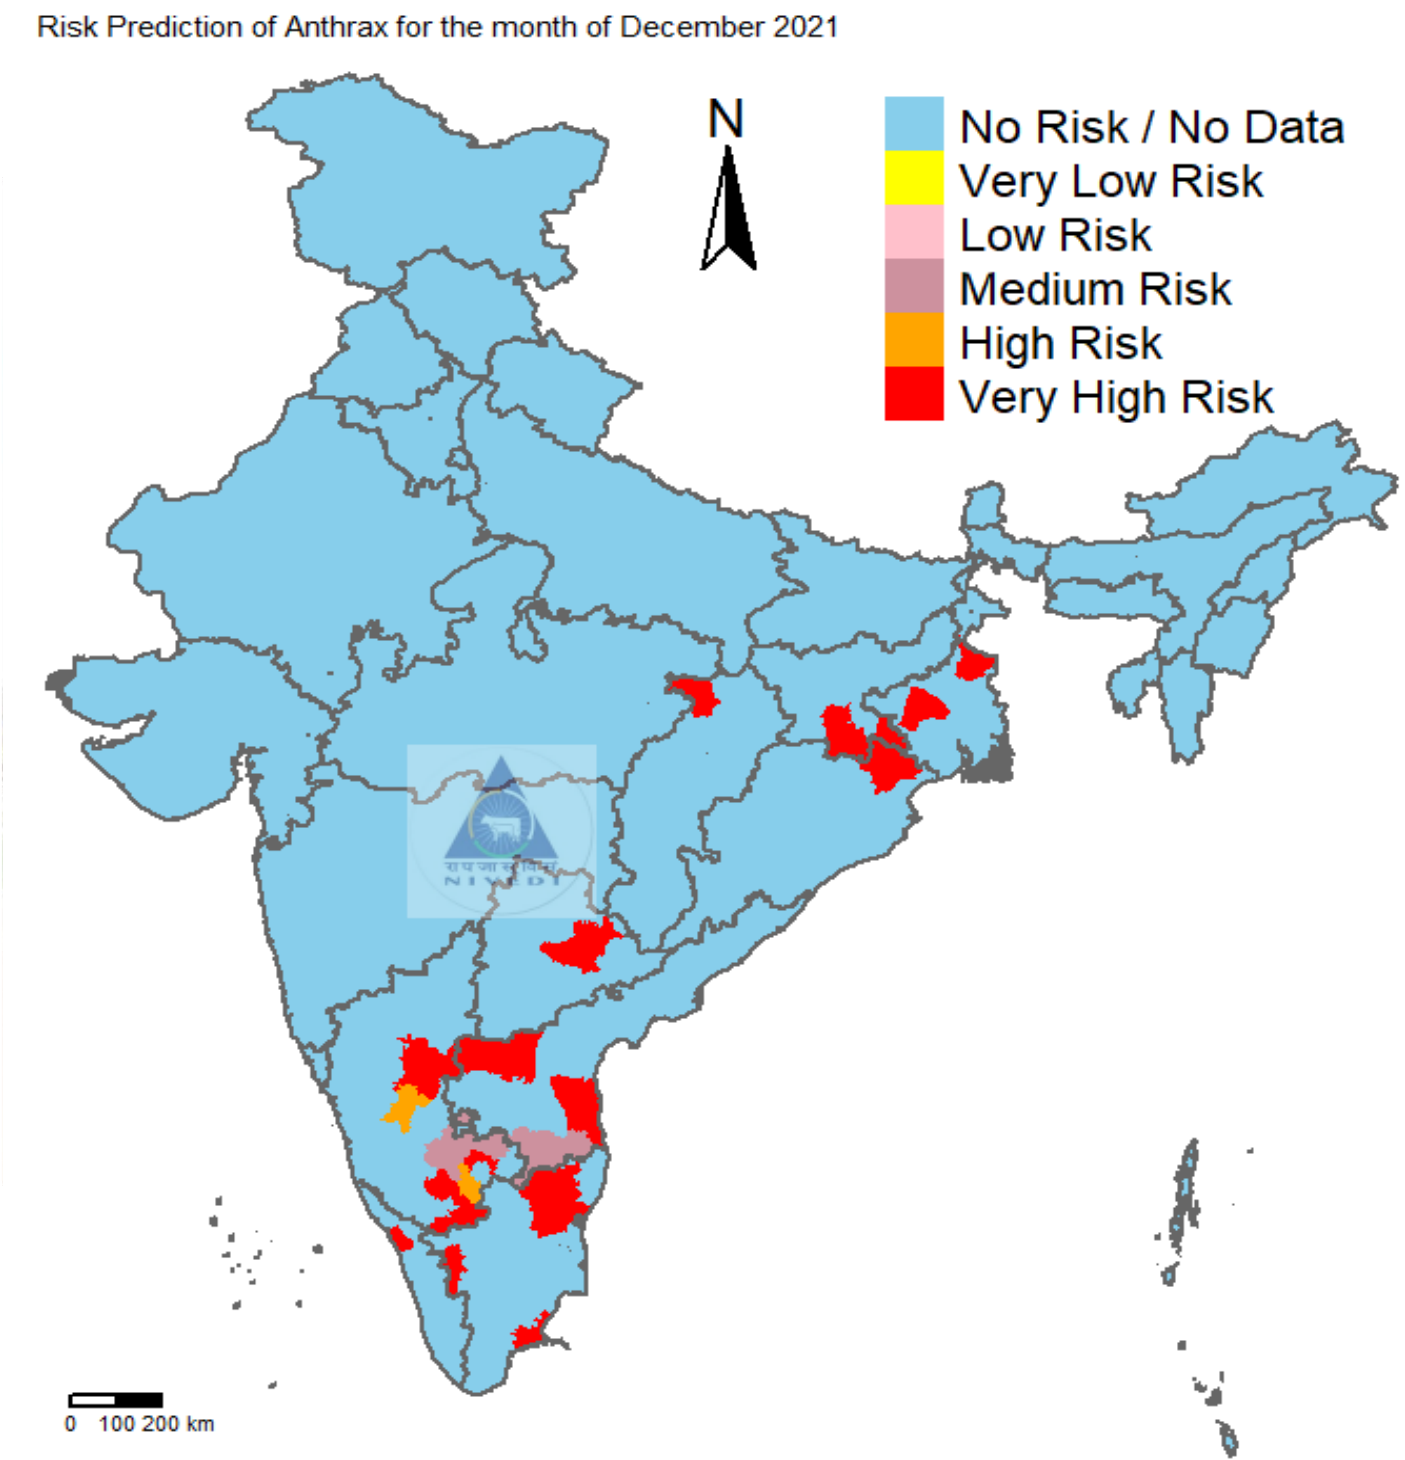 Risk Prediction of Anthrax for the month of December 2021
N
No Risk / No Data
Very Low Risk
Low Risk
Medium Risk
High Risk
Very High Risk
NIVEDI
0 100 200 km